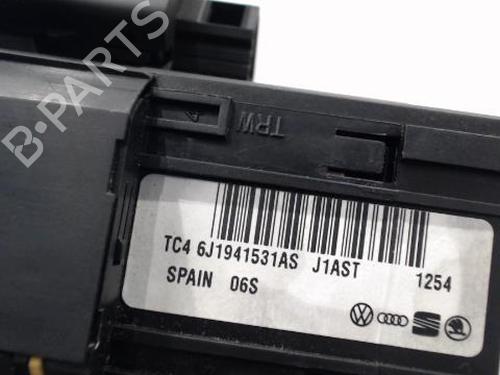 B-PARTS
TRW
TC4 6J1941531AS J1AST 1254
SPAIN 06S